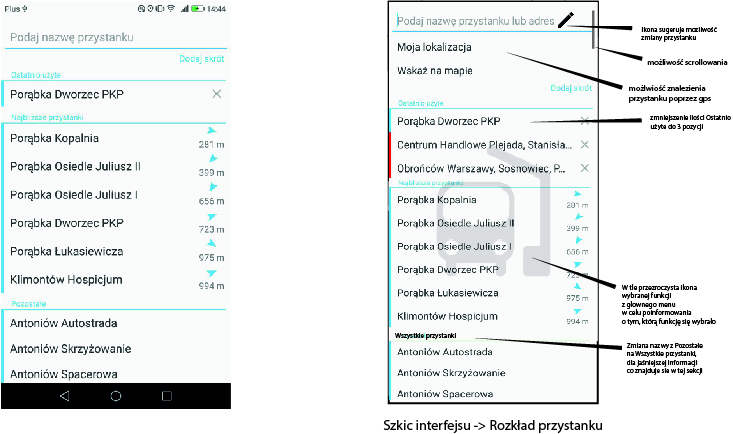 Plus 14:44
Podaj nazwę przystanku
Dodaj skrót
Ostatnio użyte
Porąbka Dworzec PKP
Najbliższe przystanki
Porąbka Kopalnia
281 m
Porąbka Osiedle Juliusz II
399 m
Porąbka Osiedle Juliusz I
656 m
Porąbka Dworzec PKP
723 m
Porąbka Łukasiewicza
975 m
Klimontów Hospicjum
994 m
Pozostałe
Antoniów Autostrada
Antoniów Skrzyżowanie
Antoniów Spacerowa
Podaj nazwę przystanku lub adres
Moja lokalizacja
Wskaż na mapie
Dodaj skrót
Ostatnio użyte
Porąbka Dworzec PKP
Centrum Handlowe Plejada, Stanisła...
Obrońców Warszawy, Sosnowiec, P...
Najbliższe przystanki
Porąbka Kopalnia
281 m
Porąbka Osiedle Juliusz II
399 m
Porąbka Osiedle Juliusz I
656 m
Porąbka Dworzec PKP
723 m
Porąbka Łukasiewicza
975 m
Klimontów Hospicjum
994 m
Wszystkie przystanki
Antoniów Autostrada
Antoniów Skrzyżowanie
Antoniów Spacerowa
Ikona sugeruje możliwość
zmiany przystanku
możliwość scrollowania
możliwość znalezienia
przystanku poprzez gps
zmniejszenie ilości Ostatnio
użyte do 3 pozycji
W tle przezroczysta ikona
wybranej funkcji
z głownego menu
w celu poinformowania
o tym, którą funkcję się wybrało
Zmiana nazwy z Pozostałe
na Wszystkie przystanki,
dla jaśniejszej informacji
co znajduje sie w tej sekcji
Szkic interfejsu -> Rozkład przystanku